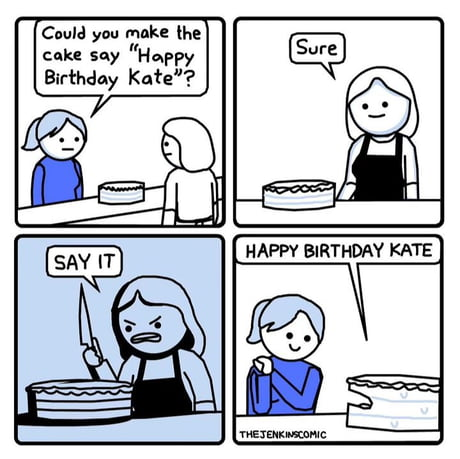 Could you make the
cake say "Happy
Birthday Kate"?
Sure
SAY IT
HAPPY BIRTHDAY KATE
THEJENKINSCOMIC